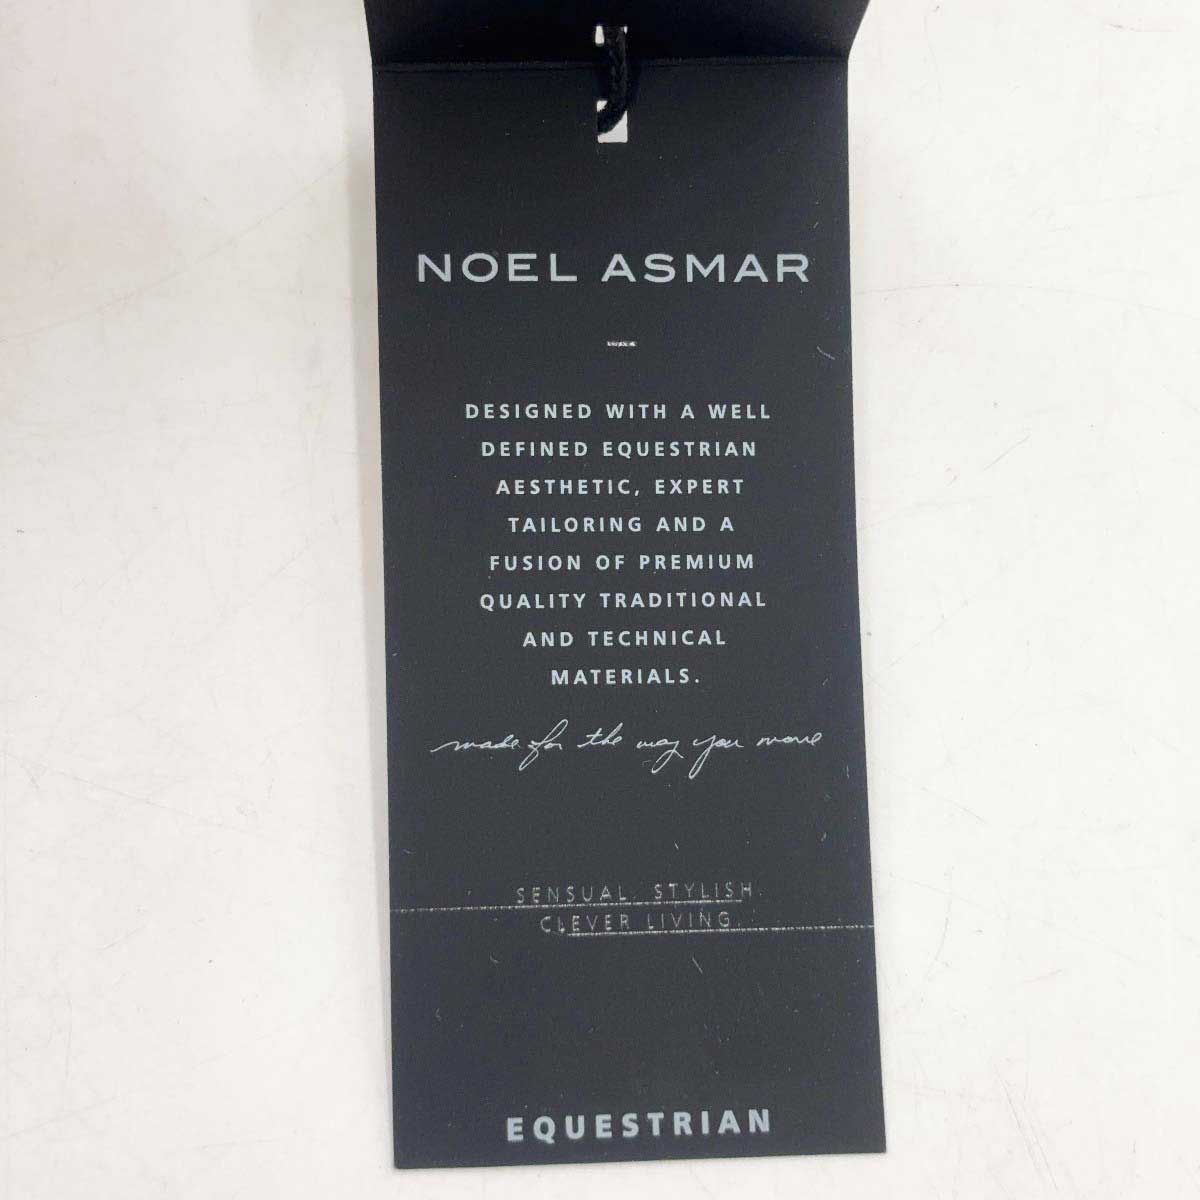 NOEL ASMAR
DESIGNED WITH A WELL
DEFINED EQUESTRIAN
AESTHETIC, EXPERT
TAILORING AND A
FUSION OF PREMIUM
QUALITY TRADITIONAL
AND TECHNICAL
MATERIALS.
made for the way you move
SENSUAL. STYLISH.
CLEVER LIVING.
EQUESTRIAN